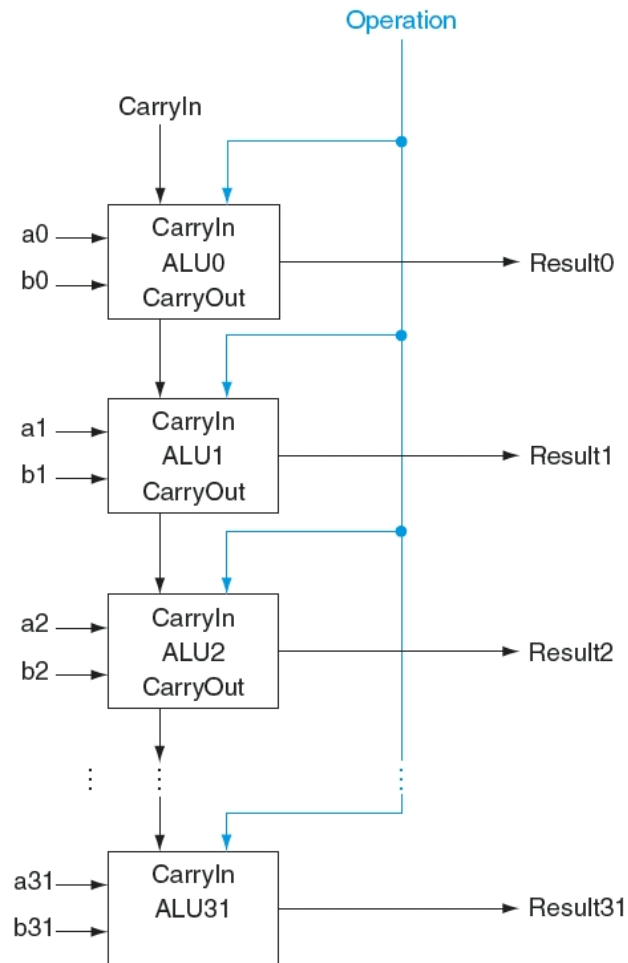 Operation
CarryIn
a0
b0
CarryIn
ALU0
CarryOut
Result0
a1
b1
CarryIn
ALU1
CarryOut
Result1
a2
b2
CarryIn
ALU2
CarryOut
Result2
a31
b31
CarryIn
ALU31
Result31